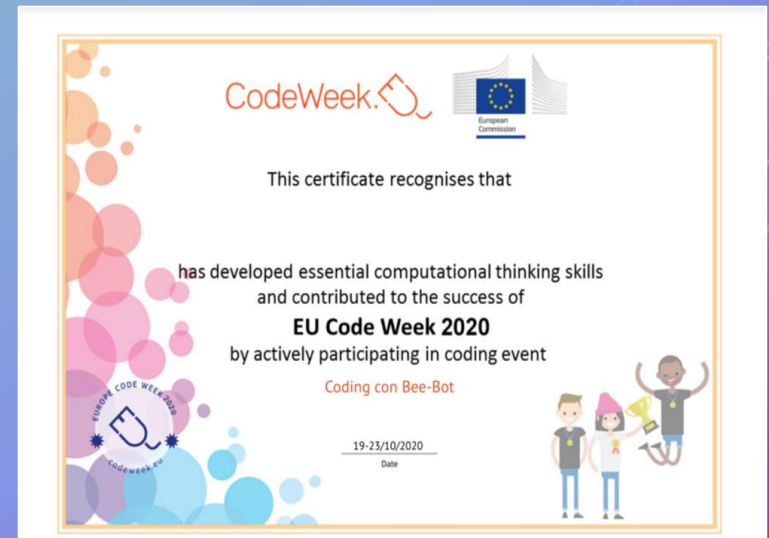 CodeWeek.EU
European
Commission
This certificate recognises that
has developed essential computational thinking skills
and contributed to the success of
EU Code Week 2020
by actively participating in coding event
Coding con Bee-Bot
19-23/10/2020
Date
EUROPE CODE WEEK 2020
codeweek.eu